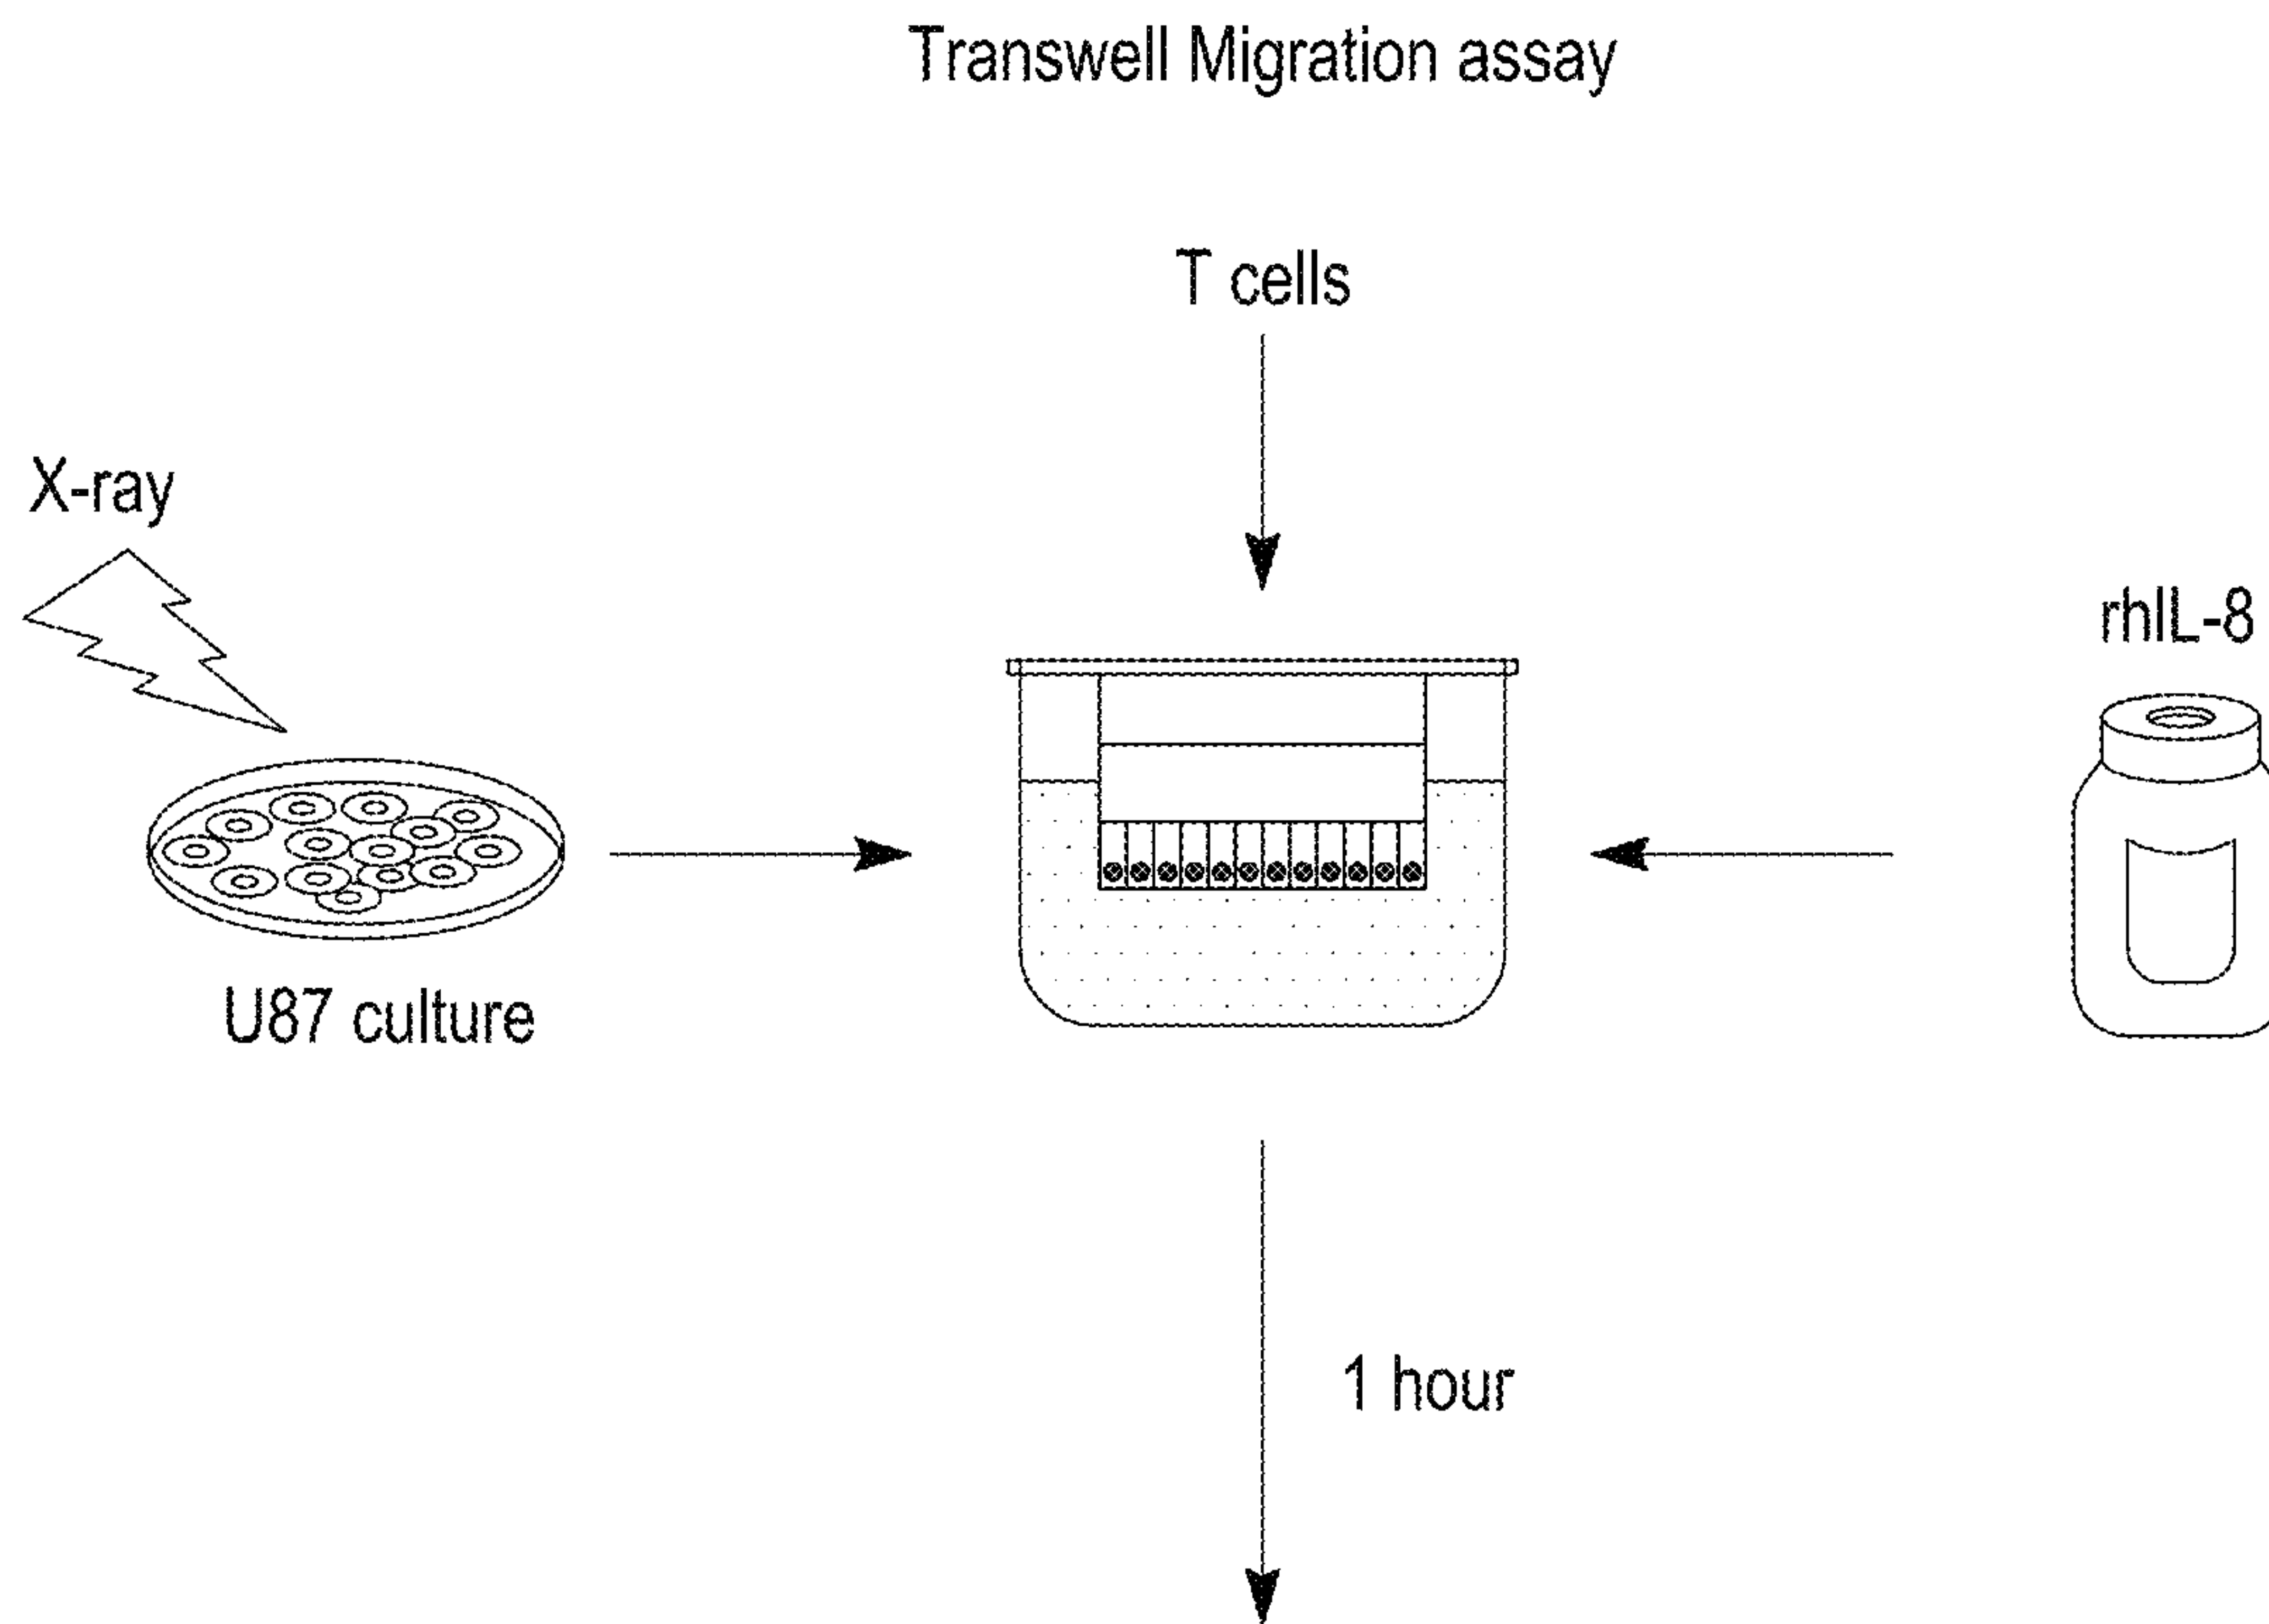 Transwell Migration assay
T cells
X-ray
rhIL-8
U87 culture
1 hour